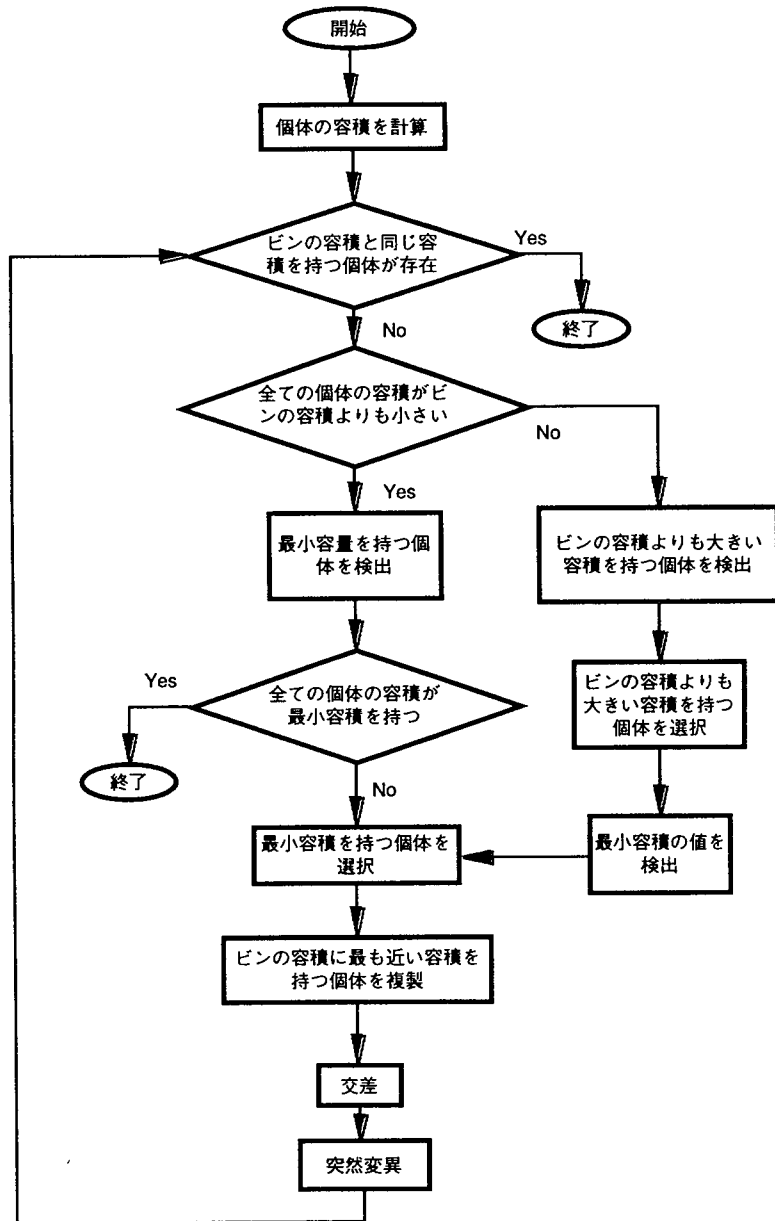 開始
個体の容積を計算
ビンの容積と同じ容
積を持つ個体が存在
Yes
終了
No
全ての個体の容積がビ
ンの容積よりも小さい
No
Yes
最小容量を持つ個
体を検出
ビンの容積よりも大きい
容積を持つ個体を検出
Yes
全ての個体の容積が
最小容積を持つ
ビンの容積よりも
大きい容積を持つ
個体を選択
終了
No
最小容積を持つ個体を
選択
最小容積の値を
検出
ビンの容積に最も近い容積を
持つ個体を複製
交差
突然変異